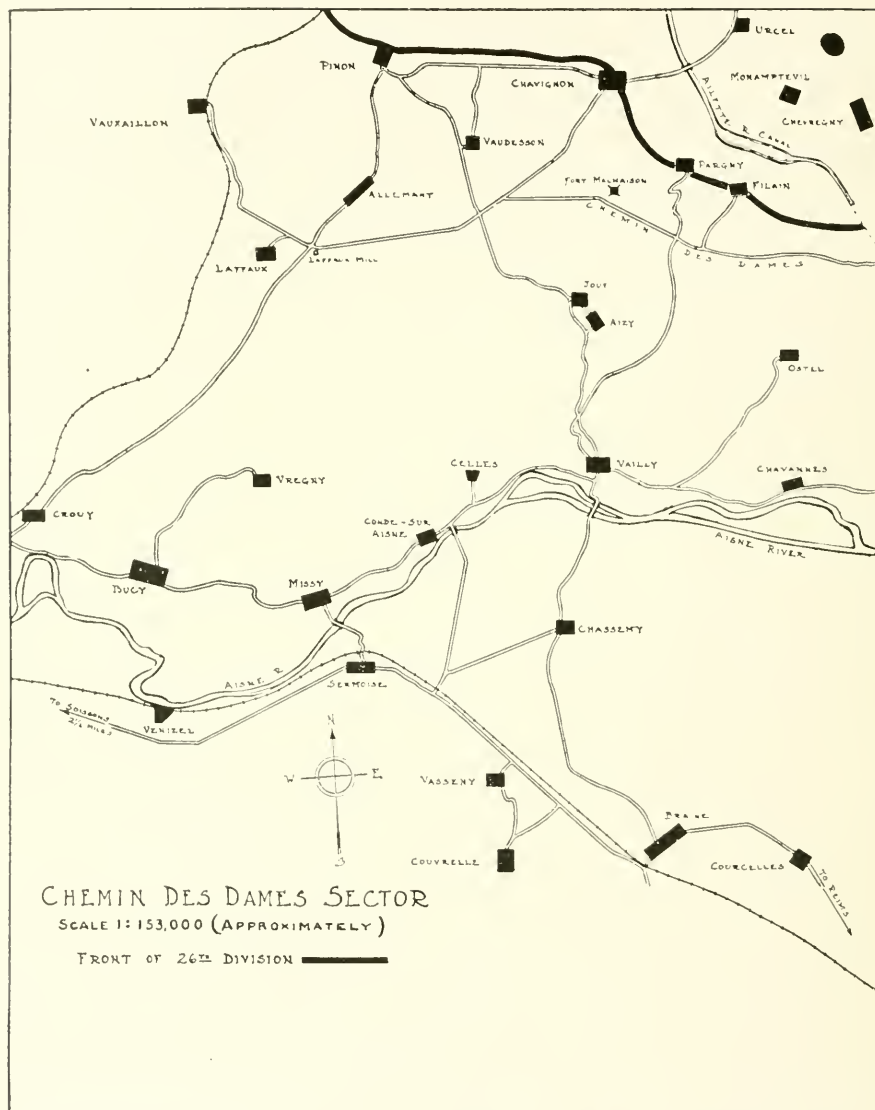 URCEL
PINON
CHAVIGNON
MONAMPTEUIL
CHEVREGNY
VAUXAILLON
AILETTE R. CANAL
VAUDESSON
PARGNY
FILAIN
FORT MALMAISON
ALLEMANT
CHEMIN DES DAMES
LAFFAUX
LAFFAUX MILL
JOUY
AIZY
OSTEL
CELLES
VAILLY
VREGNY
CHAVANNES
CROUY
CONDE-SUR
AISNE
AISNE RIVER
BUCY
MISSY
CHASSEMY
AISNE R
SERMOISE
TO SOISSONS
2½ MILES
VENIZEL
N
W E
S
VASSENY
BRAINE
COUVRELLE
COURCELLES
TO REIMS
CHEMIN DES DAMES SECTOR
SCALE 1:153,000 (APPROXIMATELY)
FRONT OF 26TH DIVISION